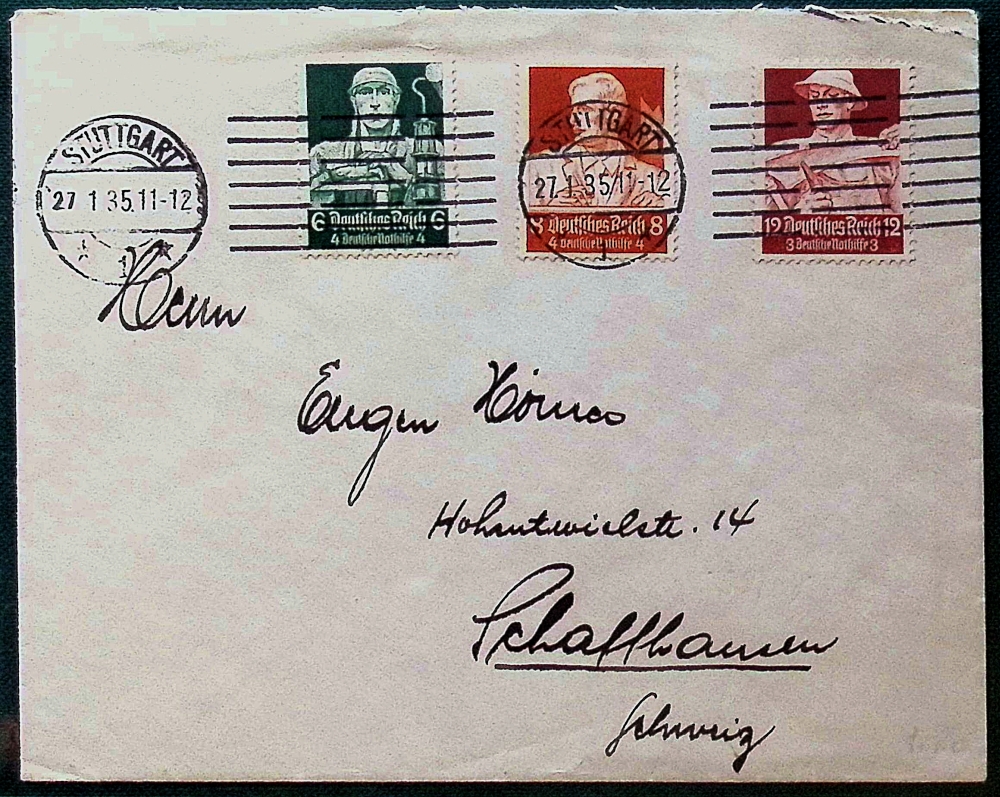 STUTTGART
27 1 35.11-12
1
6 Deutsches Reich 6
4 Deutsche Nothilfe 4
STUTTGART
27 1 35.11-12
1
8 Deutsches Reich 8
4 Deutsche Nothilfe 4
12 Deutsches Reich 12
3 Deutsche Nothilfe 3
Herrn
Eugen
Hohentwielstr. 14
Schaffhausen
Schweiz